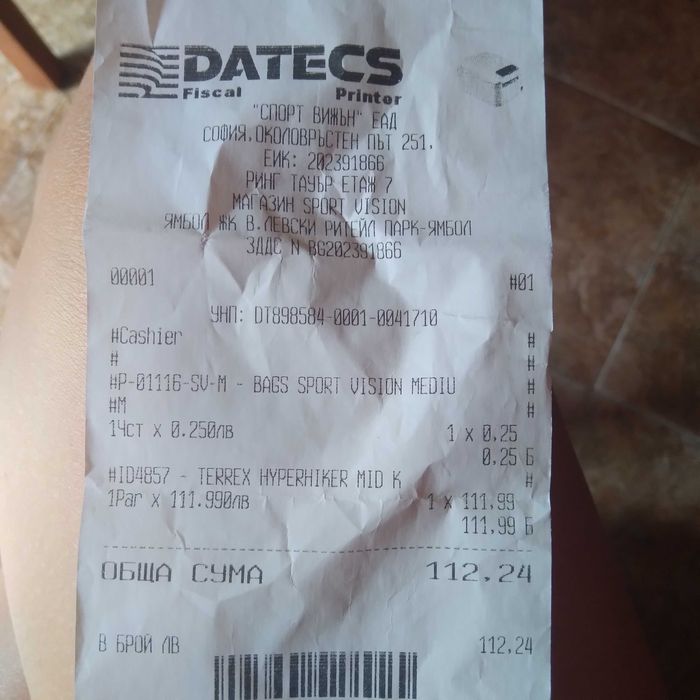 DATECS
Fiscal Printer
"СПОРТ ВИЖЪН" ЕАД
СОФИЯ,ОКОЛОВРЪСТЕН ПЪТ 251,
ЕИК: 202391866
РИНГ ТАУЪР ЕТАЖ 7
МАГАЗИН SPORT VISION
ЯМБОЛ ЖК В.ЛЕВСКИ РИТЕЙЛ ПАРК-ЯМБОЛ
ЗДДС N BG202391866
00001 #01
УНП: DT898584-0001-0041710
#Cashier #
# #
#P-01116-SV-M - BAGS SPORT VISION MEDIU #
#M #
1Чст x 0.250лв 1 x 0,25
0,25 Б
#ID4857 - TERREX HYPERHIKER MID K #
1Par x 111.990лв 1 x 111,99
111,99 Б
ОБЩА СУМА 112,24
В БРОЙ ЛВ 112,24